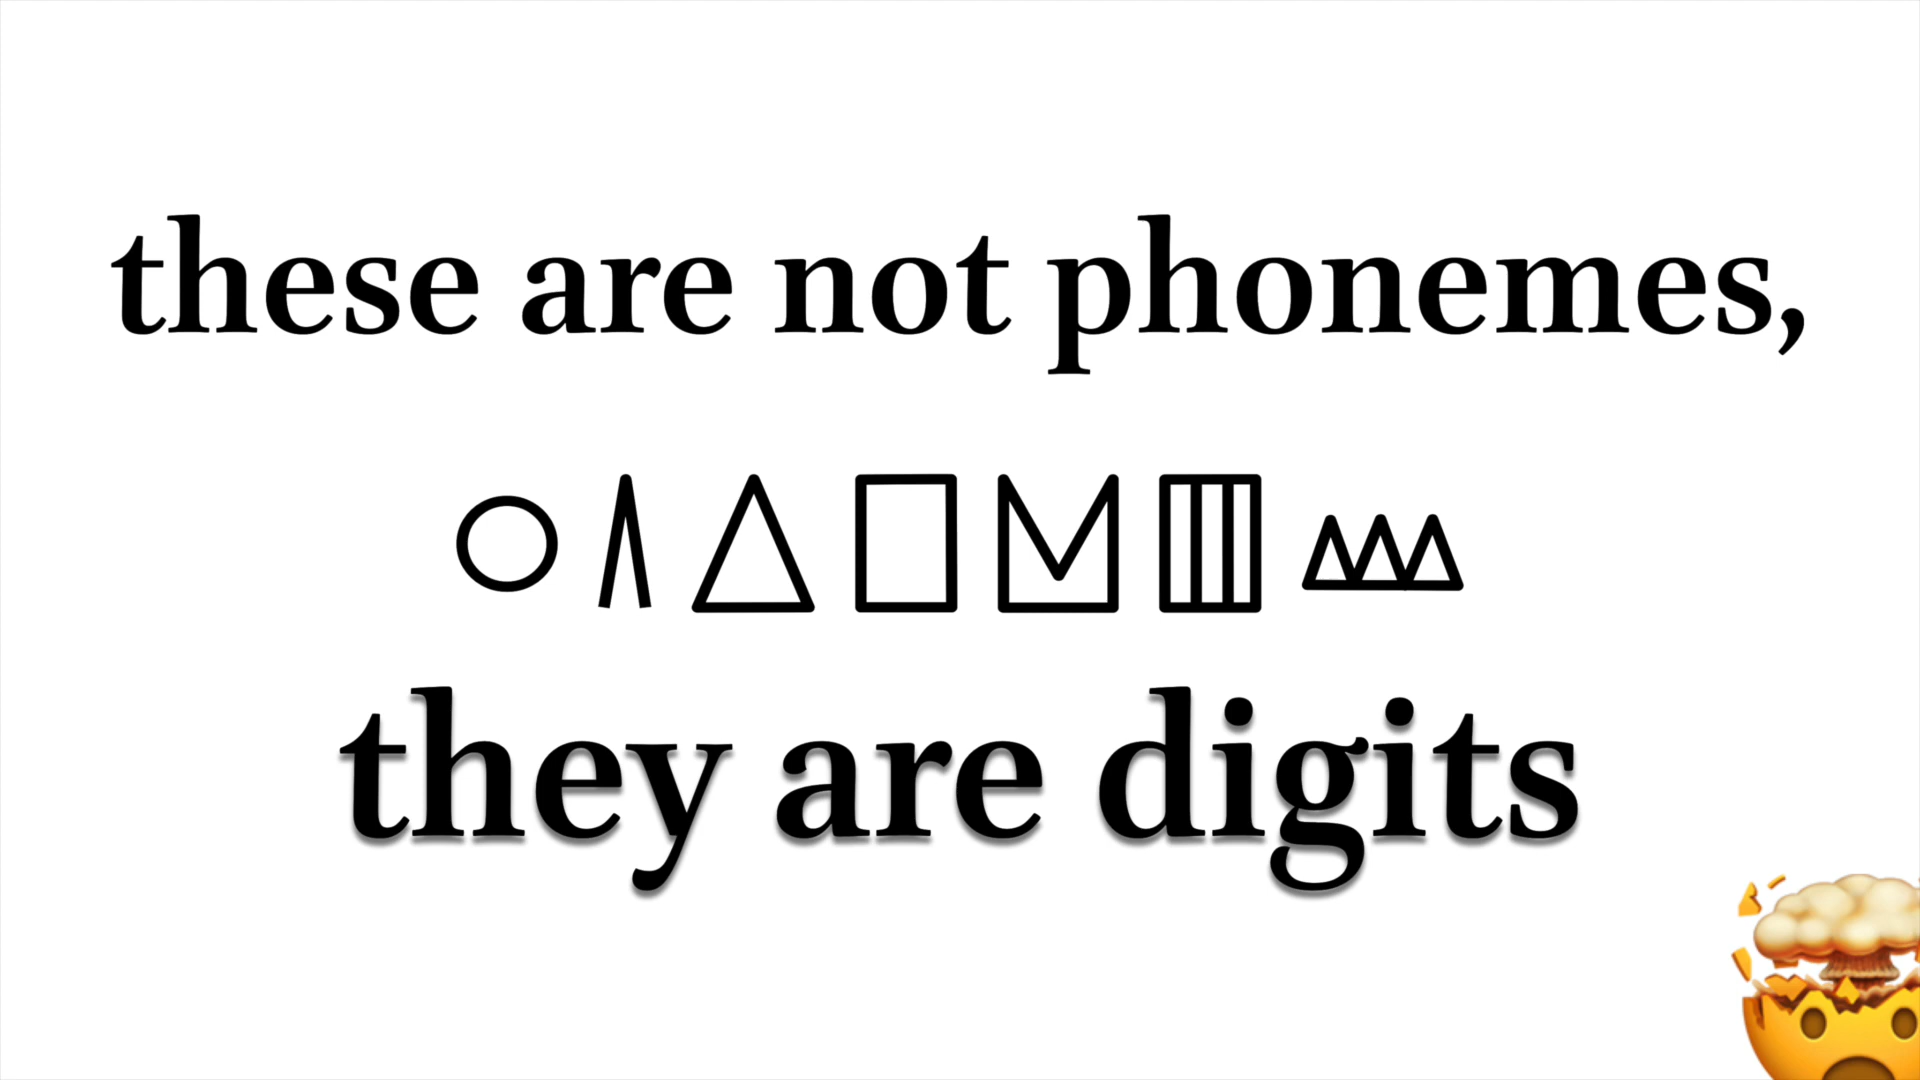 these are not phonemes,
they are digits